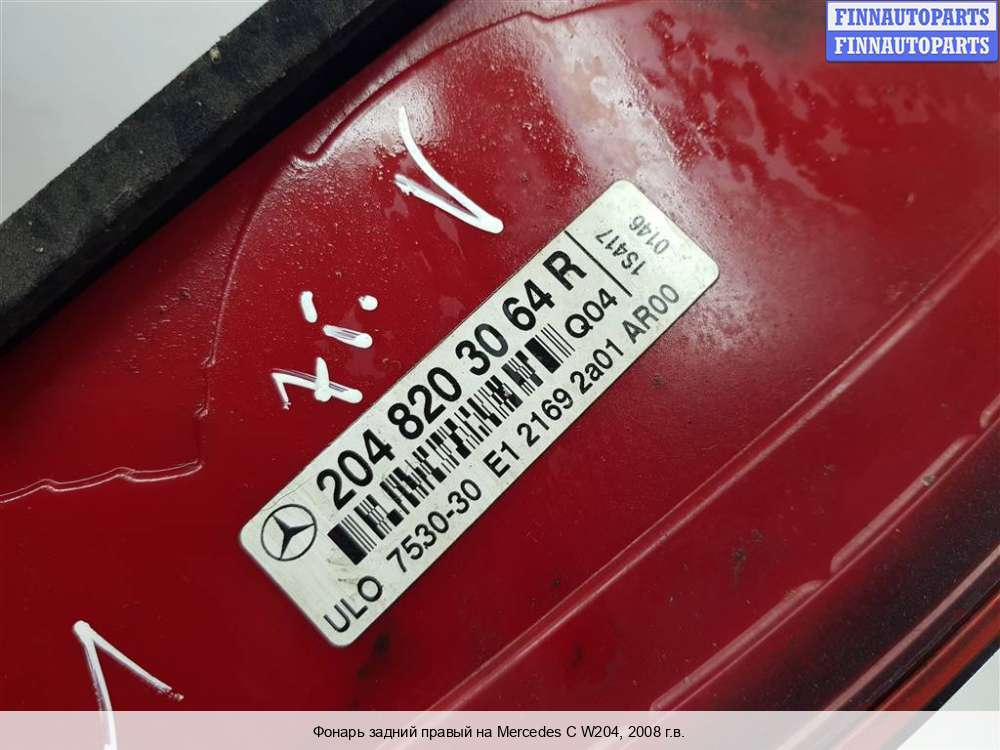 FINNAUTOPARTS
FINNAUTOPARTS
204 820 30 64 R
Q04
1S417
0146
ULO 7530-30 E1 2169 2a01 AR00
Фонарь задний правый на Mercedes C W204, 2008 г.в.